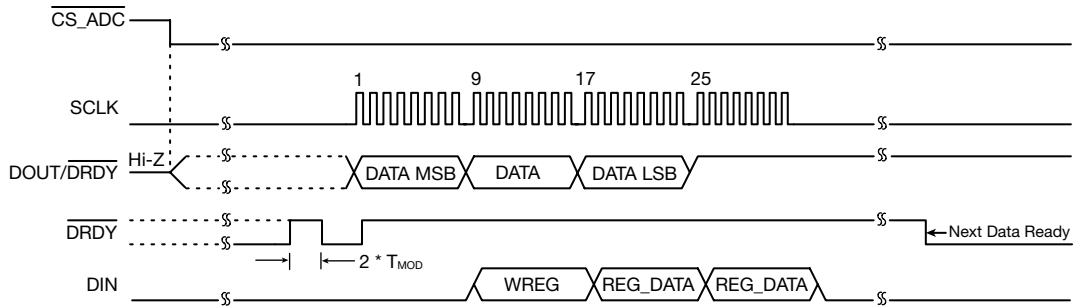 CS_ADC
1 9 17 25
SCLK
Hi-Z
DOUT/DRDY
DATA MSB DATA DATA LSB
DRDY
Next Data Ready
2 * TMOD
DIN
WREG REG_DATA REG_DATA